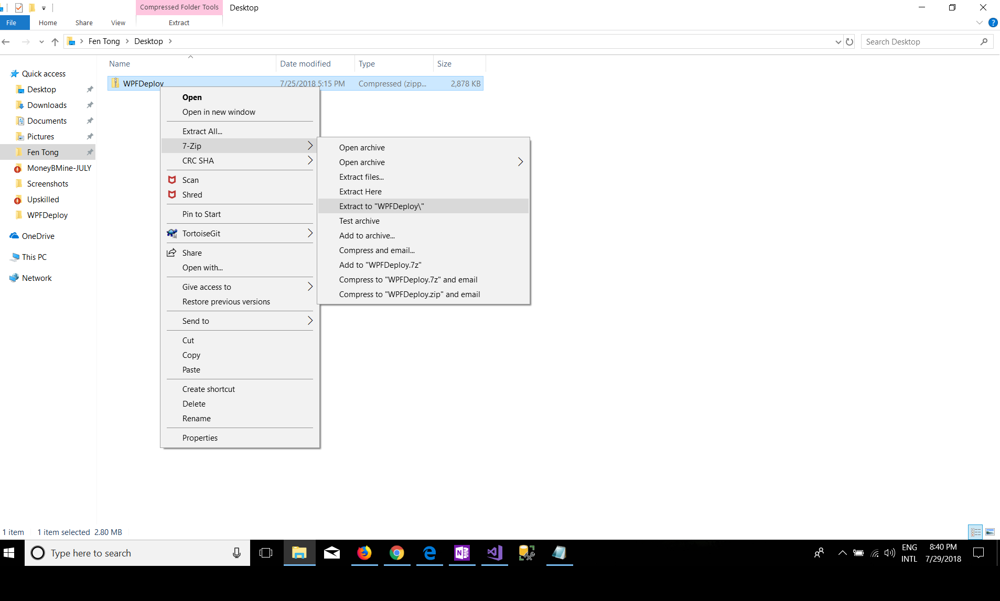 Compressed Folder Tools
Desktop
File
Home
Share
View
Extract
Fen Tong
Desktop
Search Desktop
Name
Date modified
Type
Size
WPFDeploy
7/25/2018 5:15 PM
Compressed (zipp...
2,878 KB
Quick access
Desktop
Downloads
Documents
Pictures
Fen Tong
MoneyBMine-JULY
Screenshots
Upskilled
WPFDeploy
OneDrive
This PC
Network
Open
Open in new window
Extract All...
7-Zip
CRC SHA
Scan
Shred
Pin to Start
TortoiseGit
Share
Open with...
Give access to
Restore previous versions
Send to
Cut
Copy
Paste
Create shortcut
Delete
Rename
Properties
Open archive
Open archive
Extract files...
Extract Here
Extract to "WPFDeploy\"
Test archive
Add to archive...
Compress and email...
Add to "WPFDeploy.7z"
Compress to "WPFDeploy.7z" and email
Compress to "WPFDeploy.zip" and email
1 item
1 item selected 2.80 MB
Type here to search
ENG
INTL
8:40 PM
7/29/2018